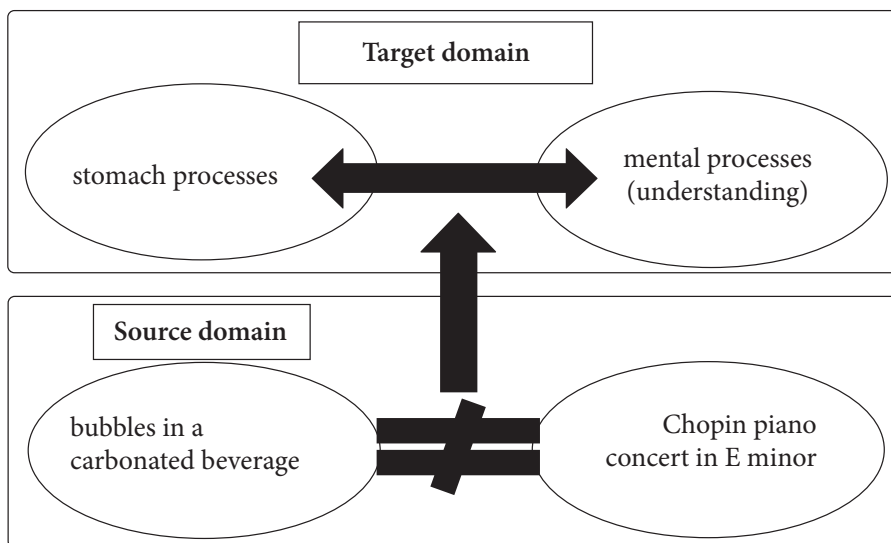 Target domain
stomach processes
mental processes
(understanding)
Source domain
bubbles in a
carbonated beverage
Chopin piano
concert in E minor